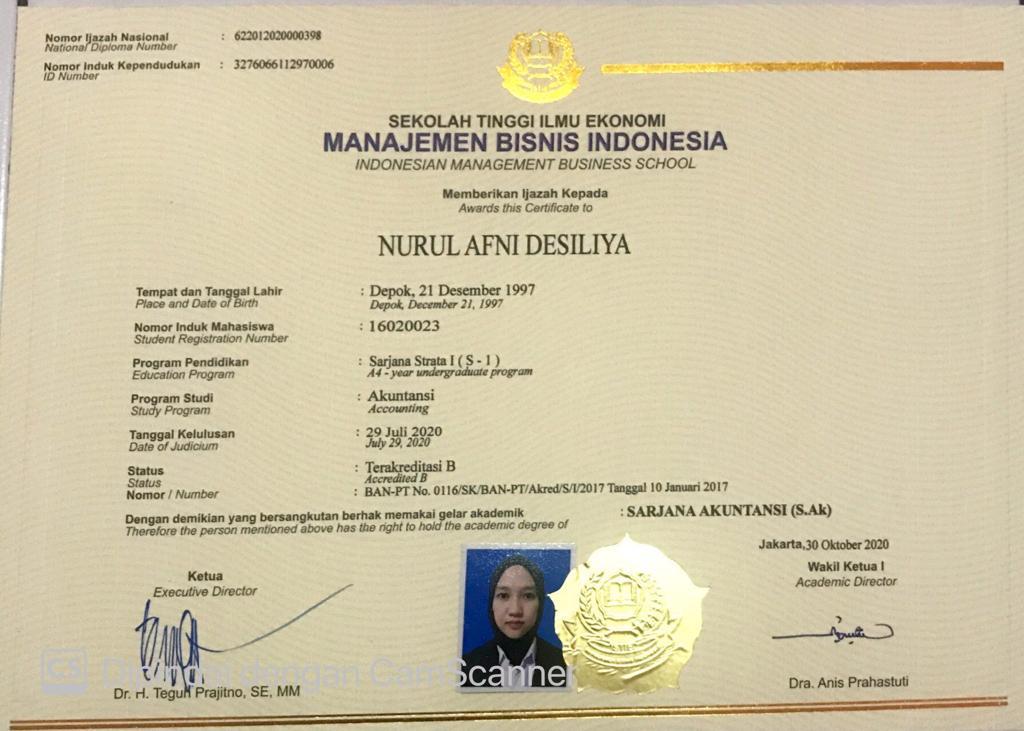 Nomor Ijazah Nasional : 622012020000398
National Diploma Number
Nomor Induk Kependudukan : 3276066112970006
ID Number
SEKOLAH TINGGI ILMU EKONOMI
MANAJEMEN BISNIS INDONESIA
INDONESIAN MANAGEMENT BUSINESS SCHOOL
Memberikan Ijazah Kepada
Awards this Certificate to
NURUL AFNI DESILIYA
Tempat dan Tanggal Lahir : Depok, 21 Desember 1997
Place and Date of Birth Depok, December 21, 1997
Nomor Induk Mahasiswa : 16020023
Student Registration Number
Program Pendidikan : Sarjana Strata I ( S - 1 )
Education Program A4 - year undergraduate program
Program Studi : Akuntansi
Study Program Accounting
Tanggal Kelulusan : 29 Juli 2020
Date of Judicium July 29, 2020
Status : Terakreditasi B
Status Accredited B
Nomor / Number : BAN-PT No. 0116/SK/BAN-PT/Akred/S/I/2017 Tanggal 10 Januari 2017
Dengan demikian yang bersangkutan berhak memakai gelar akademik : SARJANA AKUNTANSI (S.Ak)
Therefore the person mentioned above has the right to hold the academic degree of
Jakarta,30 Oktober 2020
Ketua Wakil Ketua I
Executive Director Academic Director
CS Dipindai dengan CamScanner
Dr. H. Teguh Prajitno, SE, MM Dra. Anis Prahastuti